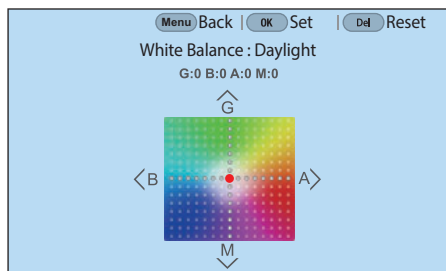 Menu Back | OK Set | Del Reset
White Balance : Daylight
G:0 B:0 A:0 M:0
G
B A
M